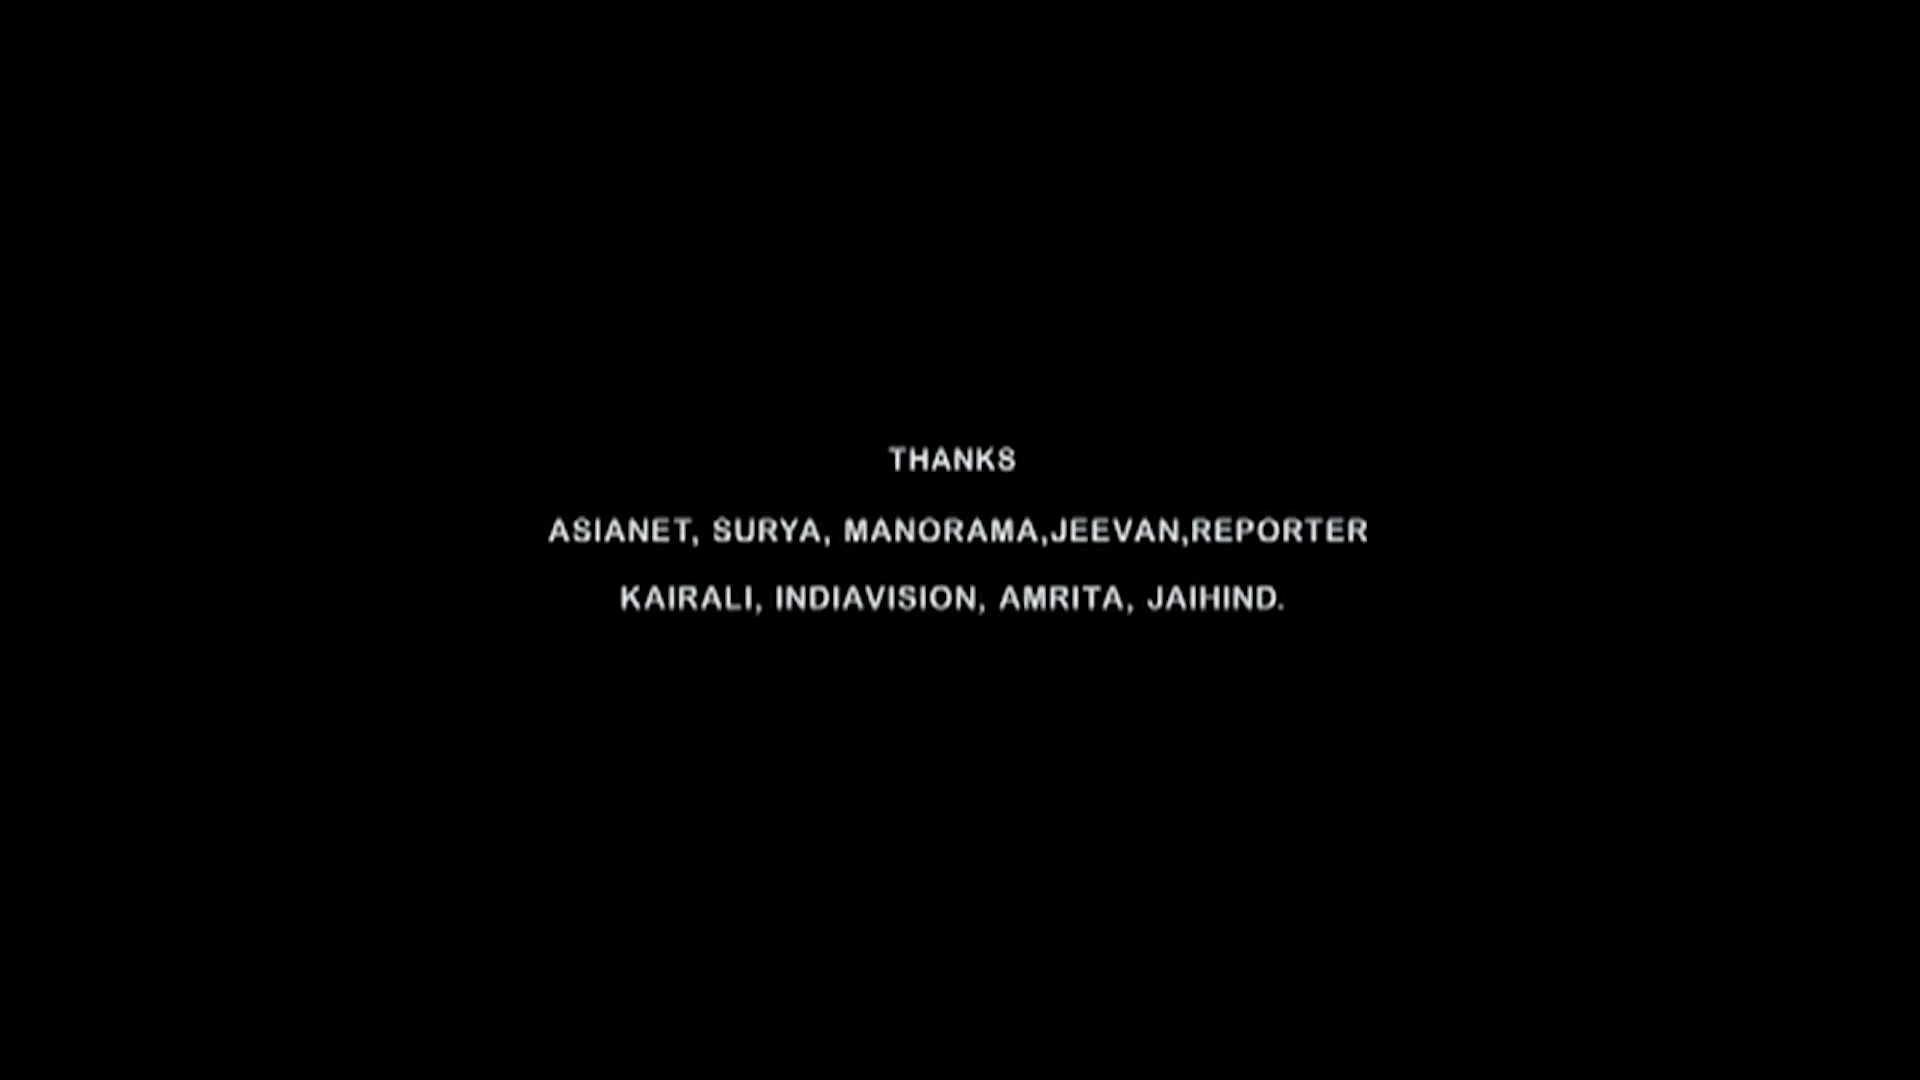 THANKS
ASIANET, SURYA, MANORAMA,JEEVAN,REPORTER
KAIRALI, INDIAVISION, AMRITA, JAIHIND.